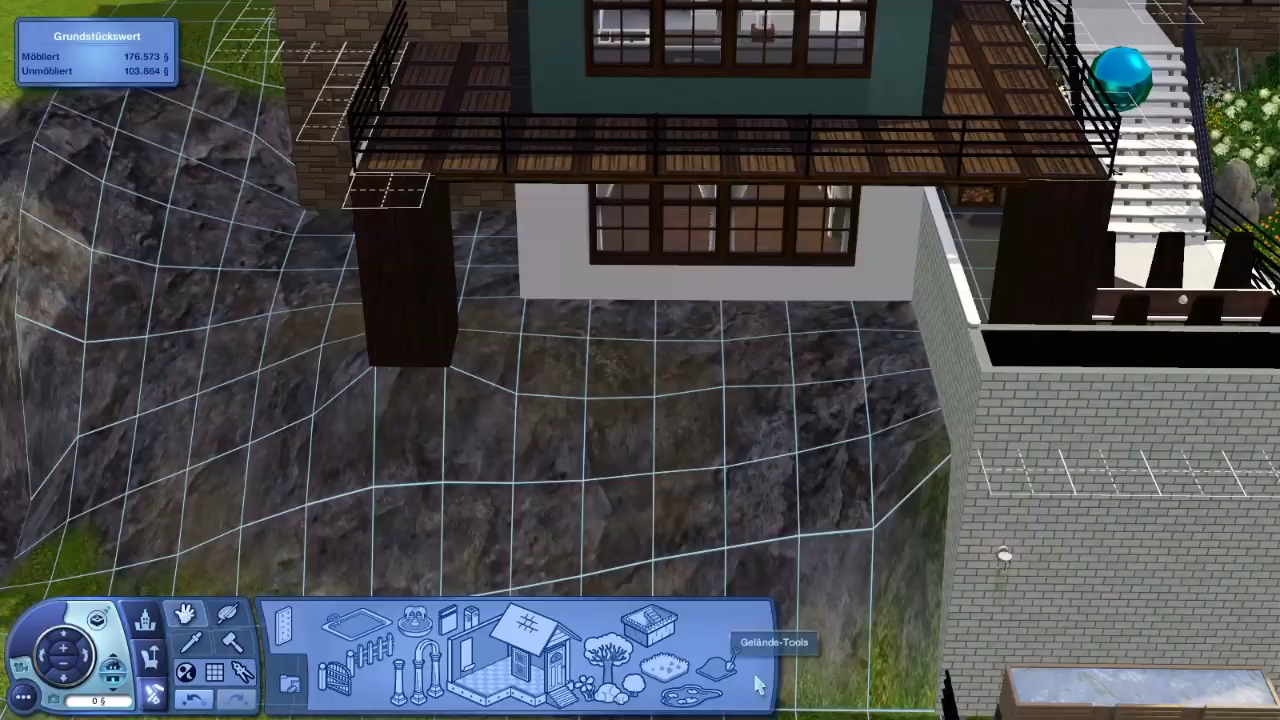 Grundstückswert
Möbliert 176.573 §
Unmöbliert 103.864 §
Gelände-Tools
0 §